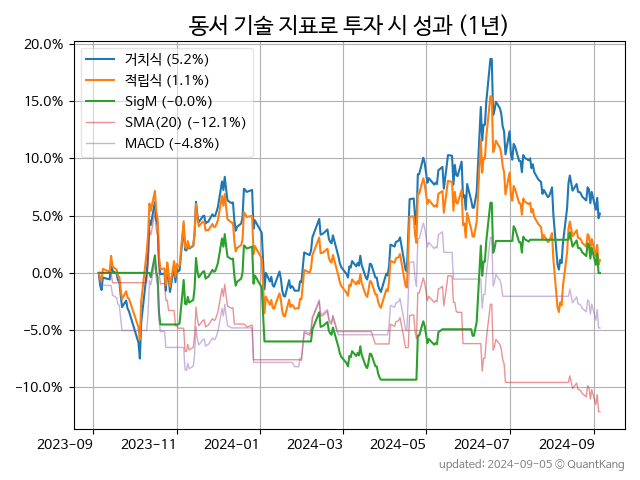 동서 기술 지표로 투자 시 성과 (1년)
20.0%
15.0%
10.0%
5.0%
0.0%
−5.0%
−10.0%
거치식 (5.2%)
적립식 (1.1%)
SigM (−0.0%)
SMA(20) (−12.1%)
MACD (−4.8%)
2023-09 2023-11 2024-01 2024-03 2024-05 2024-07 2024-09
updated: 2024-09-05 © QuantKang